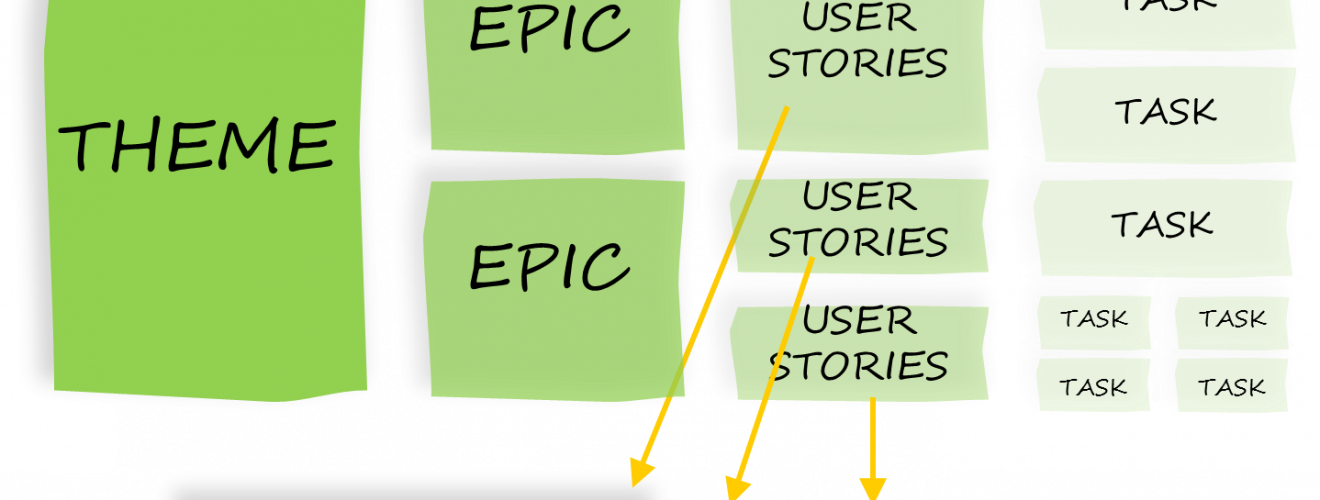 THEME
EPIC
EPIC
USER
STORIES
USER
STORIES
USER
STORIES
TASK
TASK
TASK
TASK
TASK
TASK
TASK